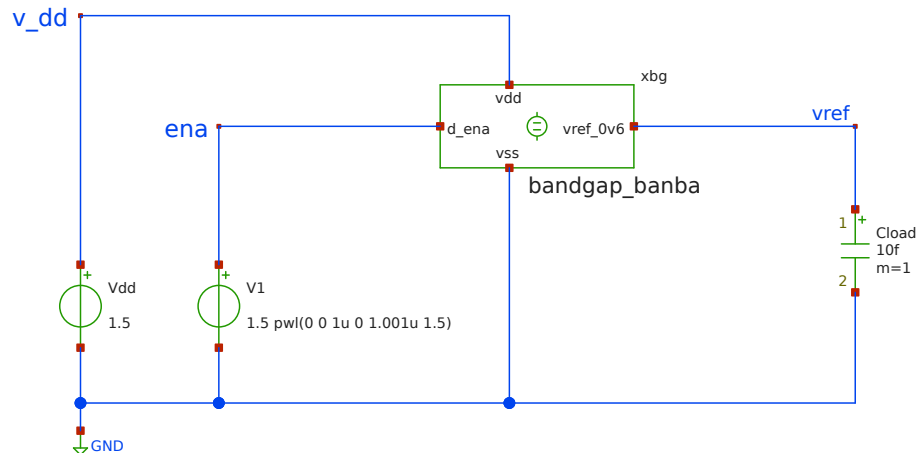 v_dd
xbg
vdd
ena
d_ena
vref_0v6
vref
vss
bandgap_banba
1
+
Cload
10f
m=1
2
+
Vdd
1.5
+
V1
1.5 pwl(0 0 1u 0 1.001u 1.5)
GND